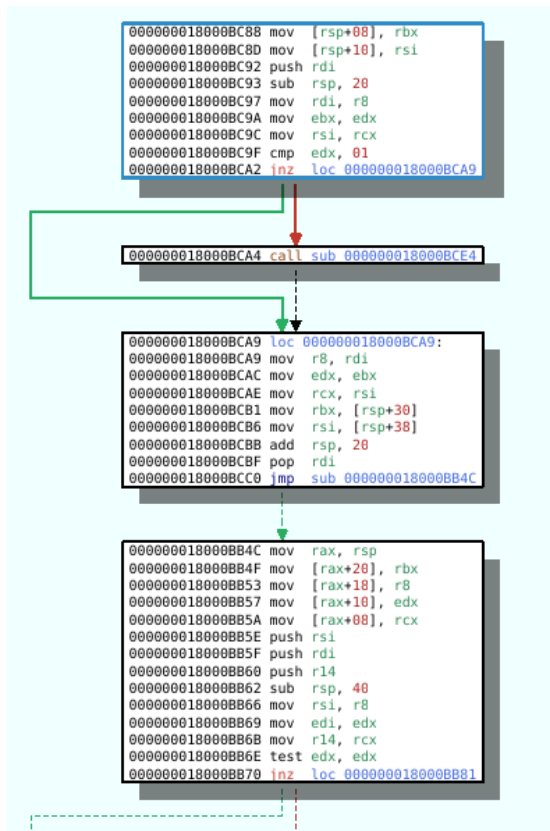 000000018000BC88 mov [rsp+08], rbx
000000018000BC8D mov [rsp+10], rsi
000000018000BC92 push rdi
000000018000BC93 sub rsp, 20
000000018000BC97 mov rdi, r8
000000018000BC9A mov ebx, edx
000000018000BC9C mov rsi, rcx
000000018000BC9F cmp edx, 01
000000018000BCA2 jnz loc 000000018000BCA9
000000018000BCA4 call sub 000000018000BCE4
000000018000BCA9 loc 000000018000BCA9:
000000018000BCA9 mov r8, rdi
000000018000BCAC mov edx, ebx
000000018000BCAE mov rcx, rsi
000000018000BCB1 mov rbx, [rsp+30]
000000018000BCB6 mov rsi, [rsp+38]
000000018000BCBB add rsp, 20
000000018000BCBF pop rdi
000000018000BCC0 jmp sub 000000018000BB4C
000000018000BB4C mov rax, rsp
000000018000BB4F mov [rax+20], rbx
000000018000BB53 mov [rax+18], r8
000000018000BB57 mov [rax+10], edx
000000018000BB5A mov [rax+08], rcx
000000018000BB5E push rsi
000000018000BB5F push rdi
000000018000BB60 push r14
000000018000BB62 sub rsp, 40
000000018000BB66 mov rsi, r8
000000018000BB69 mov edi, edx
000000018000BB6B mov r14, rcx
000000018000BB6E test edx, edx
000000018000BB70 jnz loc 000000018000BB81